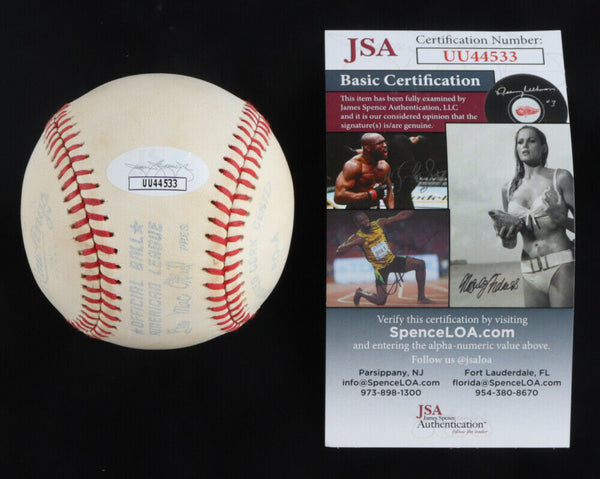 UU44533
★OFFICIAL BALL★
AMERICAN LEAGUE
PRES.
JSA
Certification Number:
UU44533
Basic Certification
This item has been fully examined by
James Spence Authentication, LLC
and it is our considered opinion that the
signature(s) is/are genuine.
Verify this certification by visiting
SpenceLOA.com
and entering the alpha-numeric value above.
Follow us @jsaloa
Parsippany, NJ
info@SpenceLOA.com
973-898-1300
Fort Lauderdale, FL
florida@SpenceLOA.com
954-380-8670
JSA
James Spence
Authentication